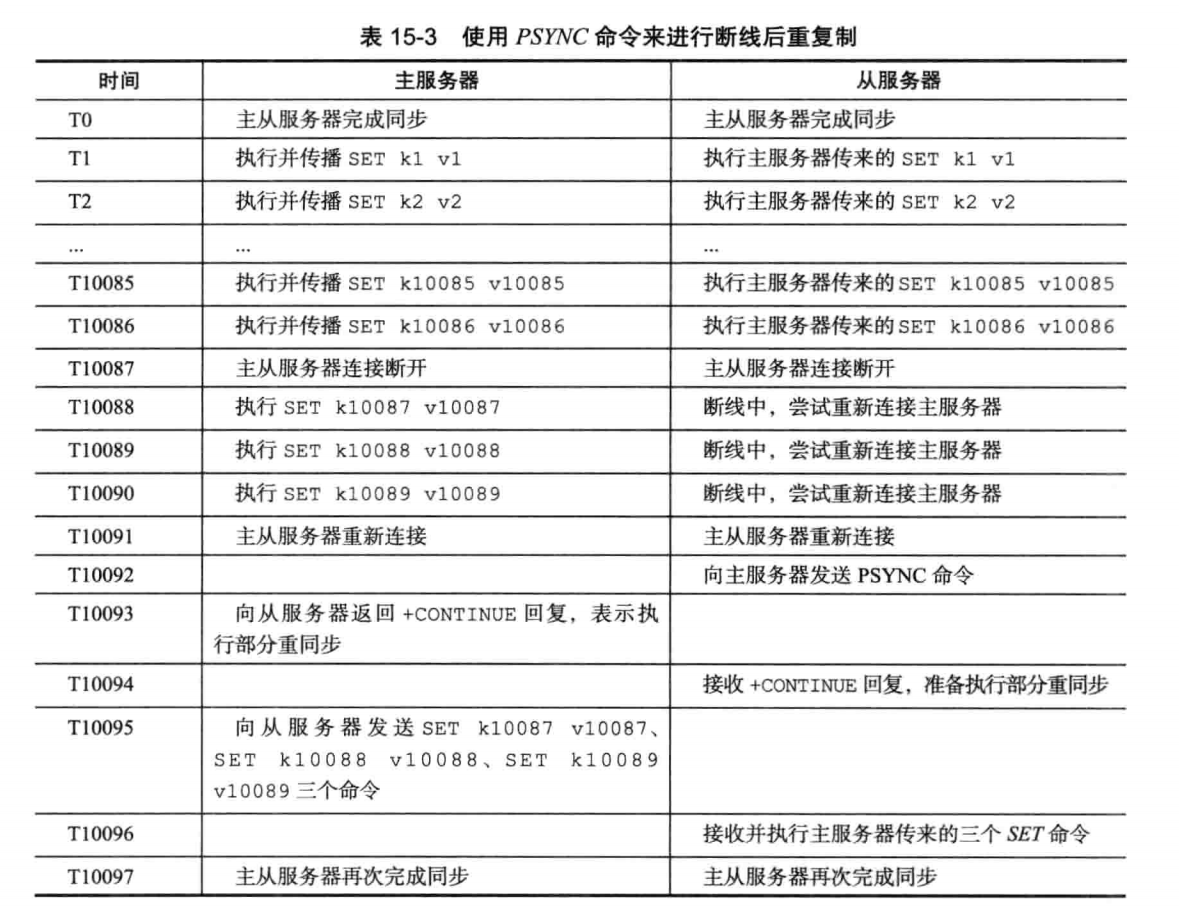 表 15-3 使用 PSYNC 命令来进行断线后重复制
时间 主服务器 从服务器
T0 主从服务器完成同步 主从服务器完成同步
T1 执行并传播 SET k1 v1 执行主服务器传来的 SET k1 v1
T2 执行并传播 SET k2 v2 执行主服务器传来的 SET k2 v2
... ... ...
T10085 执行并传播 SET k10085 v10085 执行主服务器传来的 SET k10085 v10085
T10086 执行并传播 SET k10086 v10086 执行主服务器传来的 SET k10086 v10086
T10087 主从服务器连接断开 主从服务器连接断开
T10088 执行 SET k10087 v10087 断线中，尝试重新连接主服务器
T10089 执行 SET k10088 v10088 断线中，尝试重新连接主服务器
T10090 执行 SET k10089 v10089 断线中，尝试重新连接主服务器
T10091 主从服务器重新连接 主从服务器重新连接
T10092 向主服务器发送 PSYNC 命令
T10093 向从服务器返回 +CONTINUE 回复，表示执
行部分重同步
T10094 接收 +CONTINUE 回复，准备执行部分重同步
T10095 向从服务器发送 SET k10087 v10087、
SET k10088 v10088、SET k10089
v10089 三个命令
T10096 接收并执行主服务器传来的三个 SET 命令
T10097 主从服务器再次完成同步 主从服务器再次完成同步